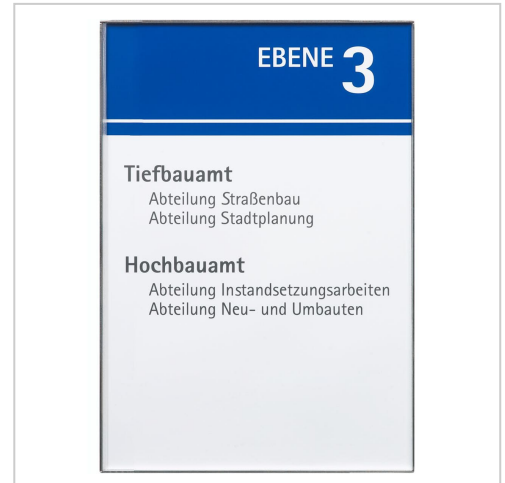 EBENE 3
Tiefbauamt
Abteilung Straßenbau
Abteilung Stadtplanung
Hochbauamt
Abteilung Instandsetzungsarbeiten
Abteilung Neu- und Umbauten